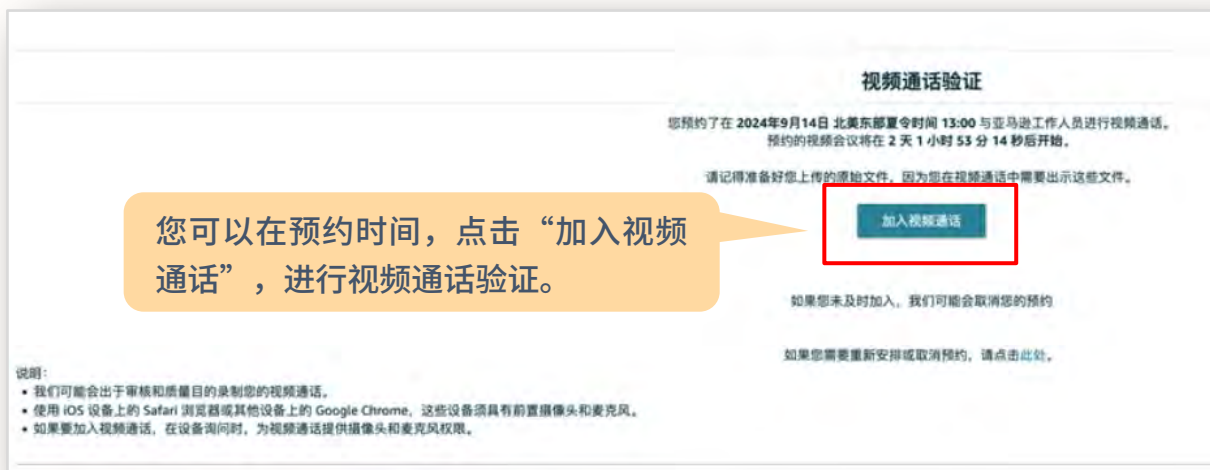 视频通话验证
您预约了在 2024年9月14日 北美东部夏令时间 13:00 与亚马逊工作人员进行视频通话。
预约的视频会议将在 2 天 1 小时 53 分 14 秒后开始。
请记得准备好您上传的原始文件，因为您在视频通话中需要出示这些文件。
加入视频通话
您可以在预约时间，点击“加入视频
通话”，进行视频通话验证。
如果您未及时加入，我们可能会取消您的预约
如果您需要重新安排或取消预约，请点击此处。
说明：
• 我们可能会出于审核和质量目的录制您的视频通话。
• 使用 iOS 设备上的 Safari 浏览器或其他设备上的 Google Chrome，这些设备须具有前置摄像头和麦克风。
• 如果要加入视频通话，在设备询问时，为视频通话提供摄像头和麦克风权限。